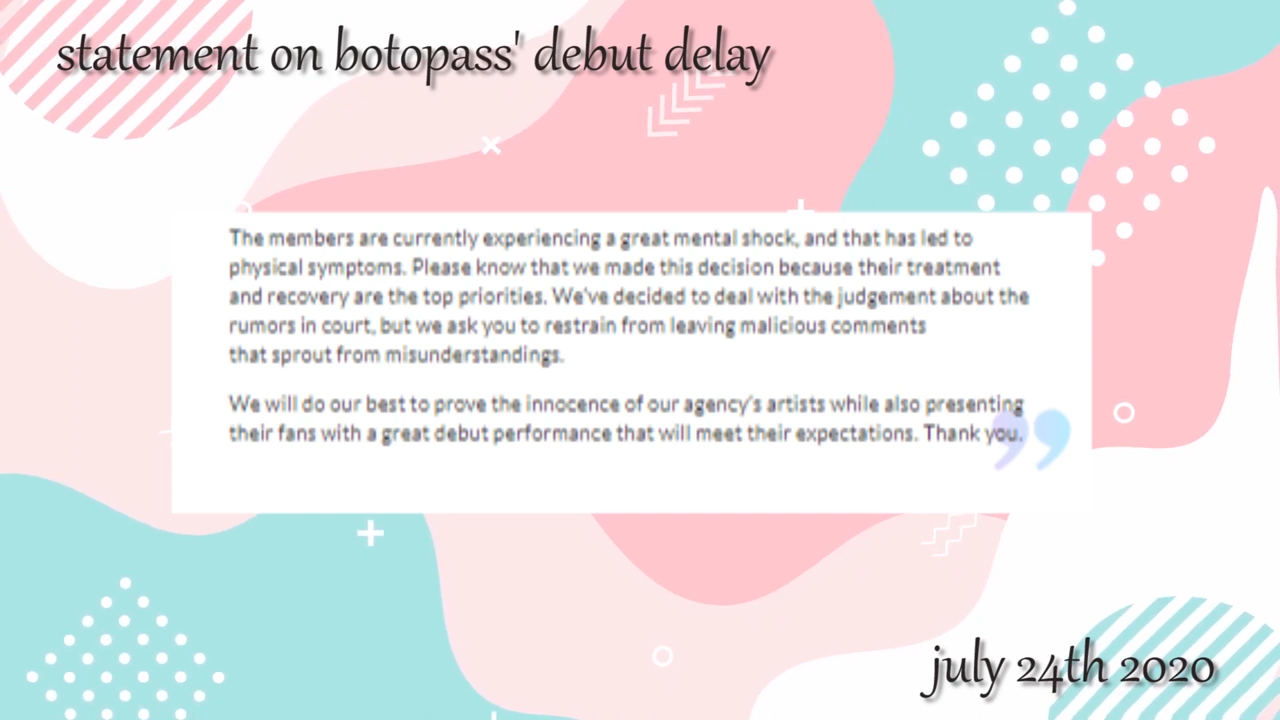 statement on botopass' debut delay
The members are currently experiencing a great mental shock, and that has led to
physical symptoms. Please know that we made this decision because their treatment
and recovery are the top priorities. We've decided to deal with the judgement about the
rumors in court, but we ask you to restrain from leaving malicious comments
that sprout from misunderstandings.
We will do our best to prove the innocence of our agency's artists while also presenting
their fans with a great debut performance that will meet their expectations. Thank you.
july 24th 2020